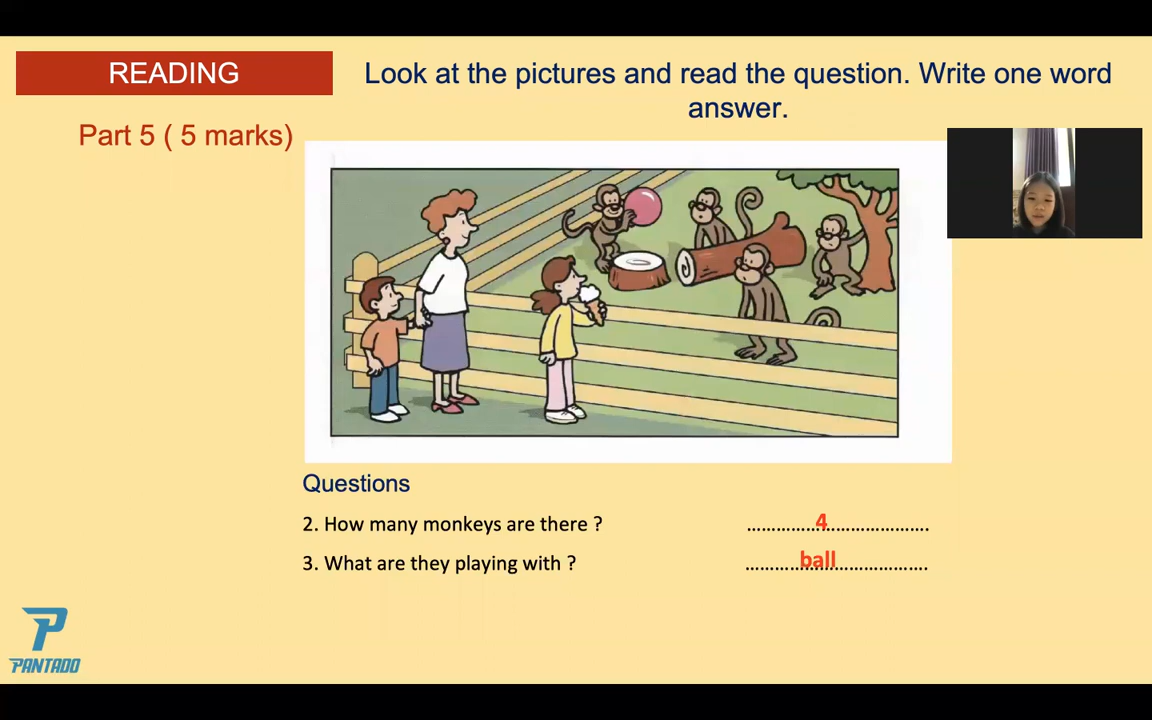 READING
Look at the pictures and read the question. Write one word
answer.
Part 5 ( 5 marks)
Questions
2. How many monkeys are there ? ……………4……………………….
3. What are they playing with ? ……………ball……………………….
PANTADO